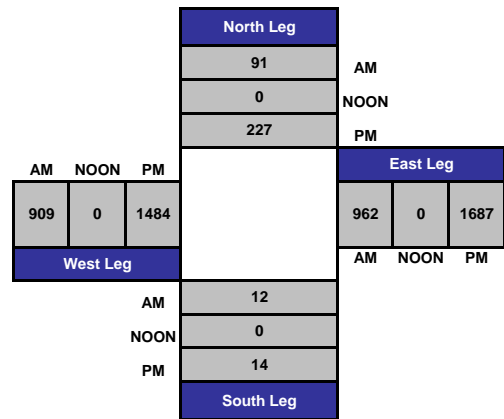 North Leg
91 AM
0 NOON
227 PM
East Leg
AM NOON PM
909 0 1484
962 0 1687
West Leg
AM NOON PM
AM 12
NOON 0
PM 14
South Leg